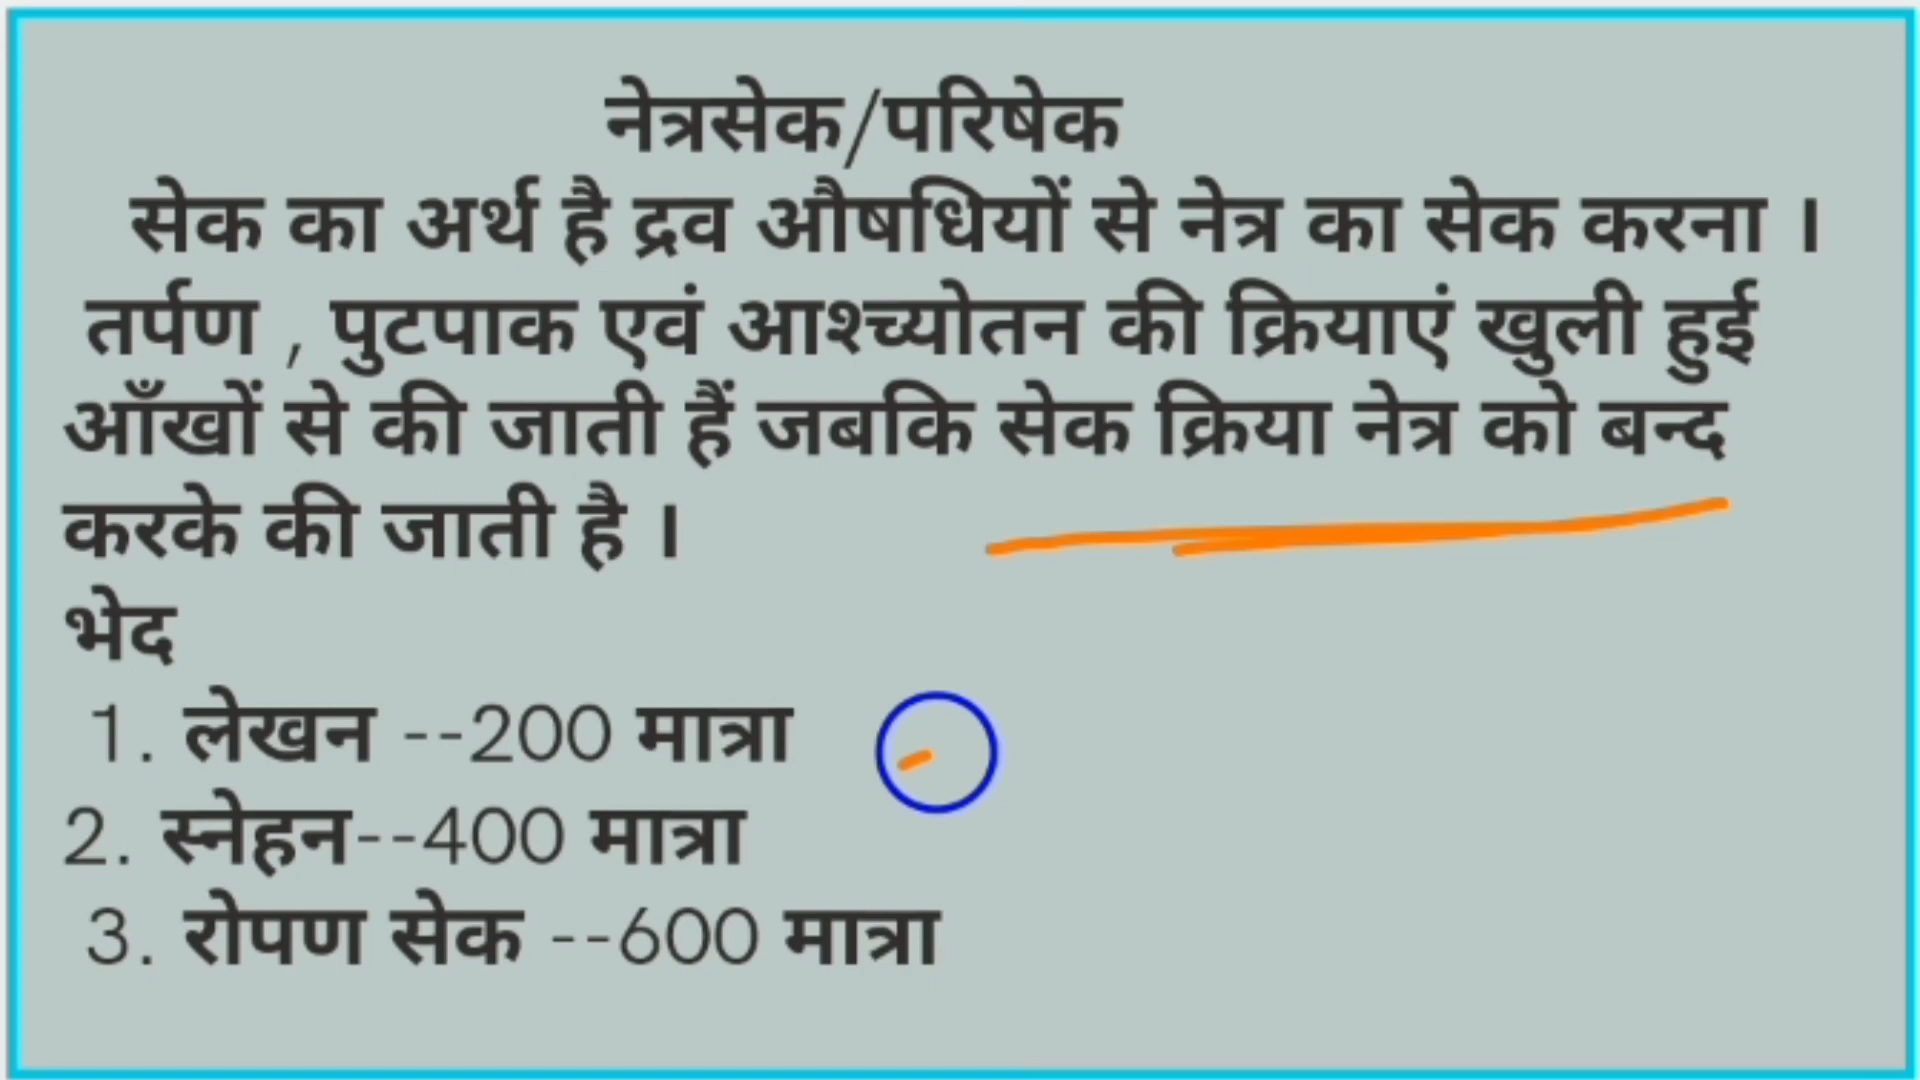 नेत्रसेक/परिषेक
सेक का अर्थ है द्रव औषधियों से नेत्र का सेक करना ।
तर्पण , पुटपाक एवं आश्च्योतन की क्रियाएं खुली हुई
आँखों से की जाती हैं जबकि सेक क्रिया नेत्र को बन्द
करके की जाती है ।
भेद
1. लेखन --200 मात्रा
2. स्नेहन--400 मात्रा
3. रोपण सेक --600 मात्रा